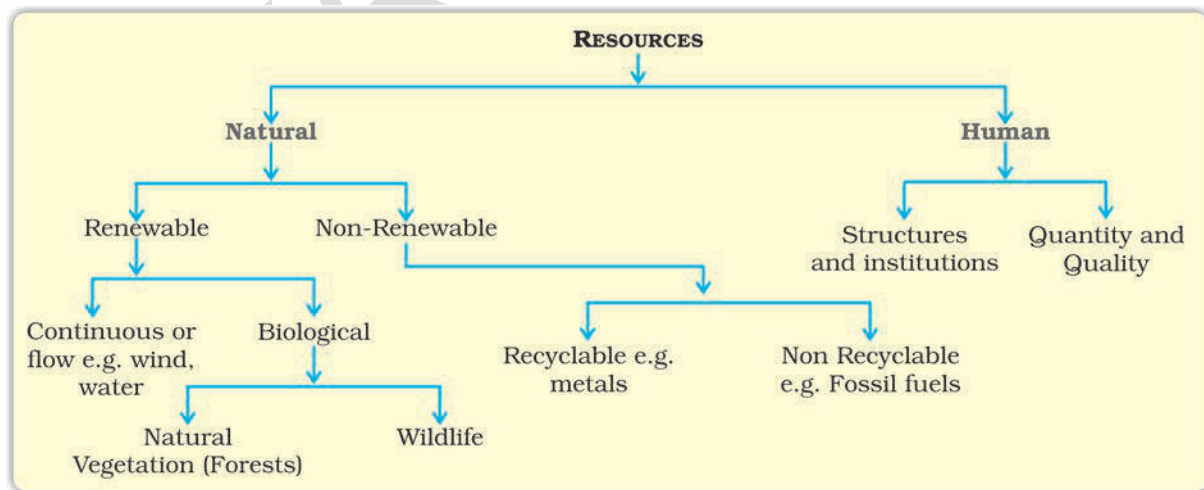 RESOURCES
Natural
Human
Renewable
Non-Renewable
Structures
and institutions
Quantity and
Quality
Continuous or
flow e.g. wind,
water
Biological
Recyclable e.g.
metals
Non Recyclable
e.g. Fossil fuels
Natural
Vegetation (Forests)
Wildlife